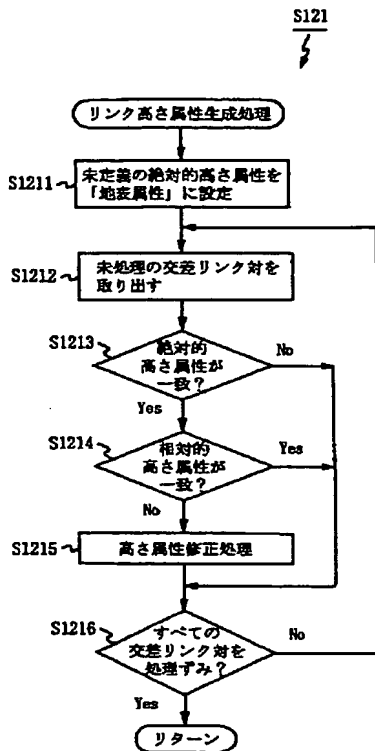 S121
リンク高さ属性生成処理
S1211
未定義の絶対的高さ属性を
「地表属性」に設定
S1212
未処理の交差リンク対を
取り出す
S1213
絶対的
高さ属性が
一致?
No
Yes
S1214
相対的
高さ属性が
一致?
Yes
No
S1215
高さ属性修正処理
S1216
すべての
交差リンク対を
処理ずみ?
No
Yes
リターン